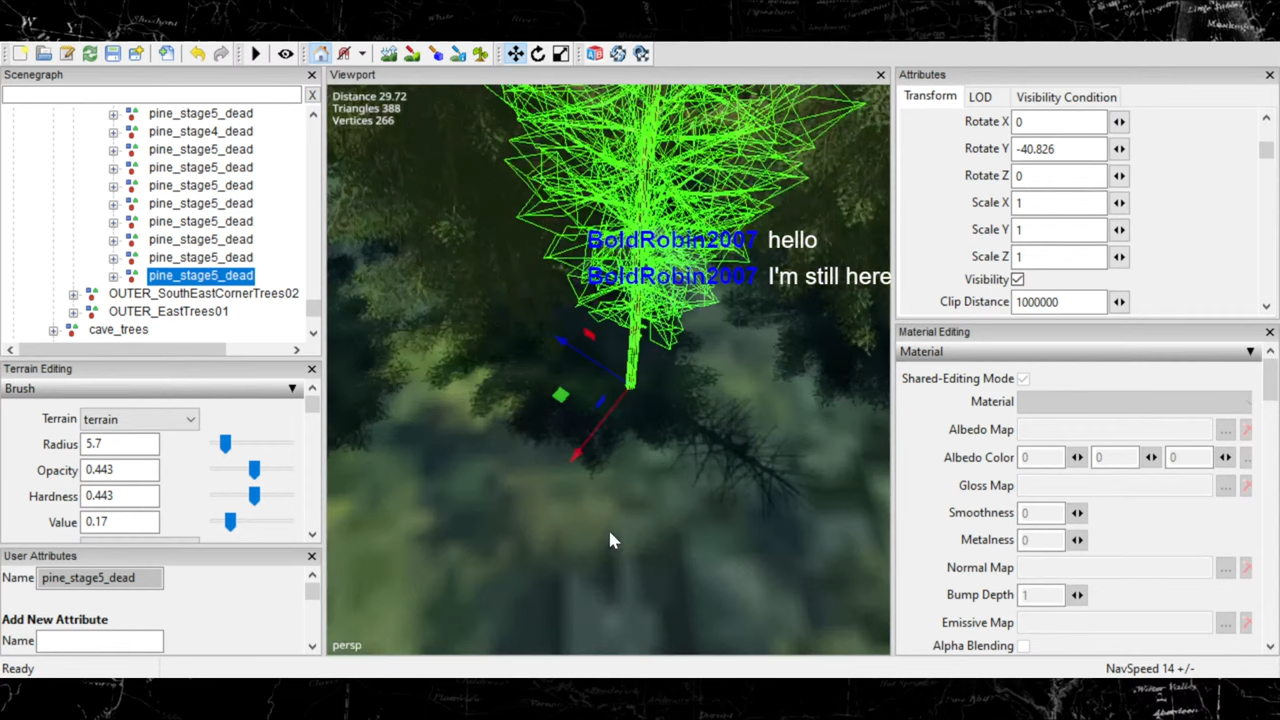 Scenegraph
X
pine_stage5_dead
pine_stage4_dead
pine_stage5_dead
pine_stage5_dead
pine_stage5_dead
pine_stage5_dead
pine_stage5_dead
pine_stage5_dead
pine_stage5_dead
pine_stage5_dead
OUTER_SouthEastCornerTrees02
OUTER_EastTrees01
cave_trees
Terrain Editing
Brush
Terrain terrain
Radius 5.7
Opacity 0.443
Hardness 0.443
Value 0.17
User Attributes
Name pine_stage5_dead
Add New Attribute
Name
Ready
Viewport
Distance 29.72
Triangles 388
Vertices 266
BoldRobin2007 hello
BoldRobin2007 I'm still here
persp
Attributes
Transform LOD Visibility Condition
Rotate X 0
Rotate Y -40.826
Rotate Z 0
Scale X 1
Scale Y 1
Scale Z 1
Visibility
Clip Distance 1000000
Material Editing
Material
Shared-Editing Mode
Material
Albedo Map ...
Albedo Color 0 0 0 ..
Gloss Map ...
Smoothness 0
Metalness 0
Normal Map ...
Bump Depth 1
Emissive Map ...
Alpha Blending
NavSpeed 14 +/-